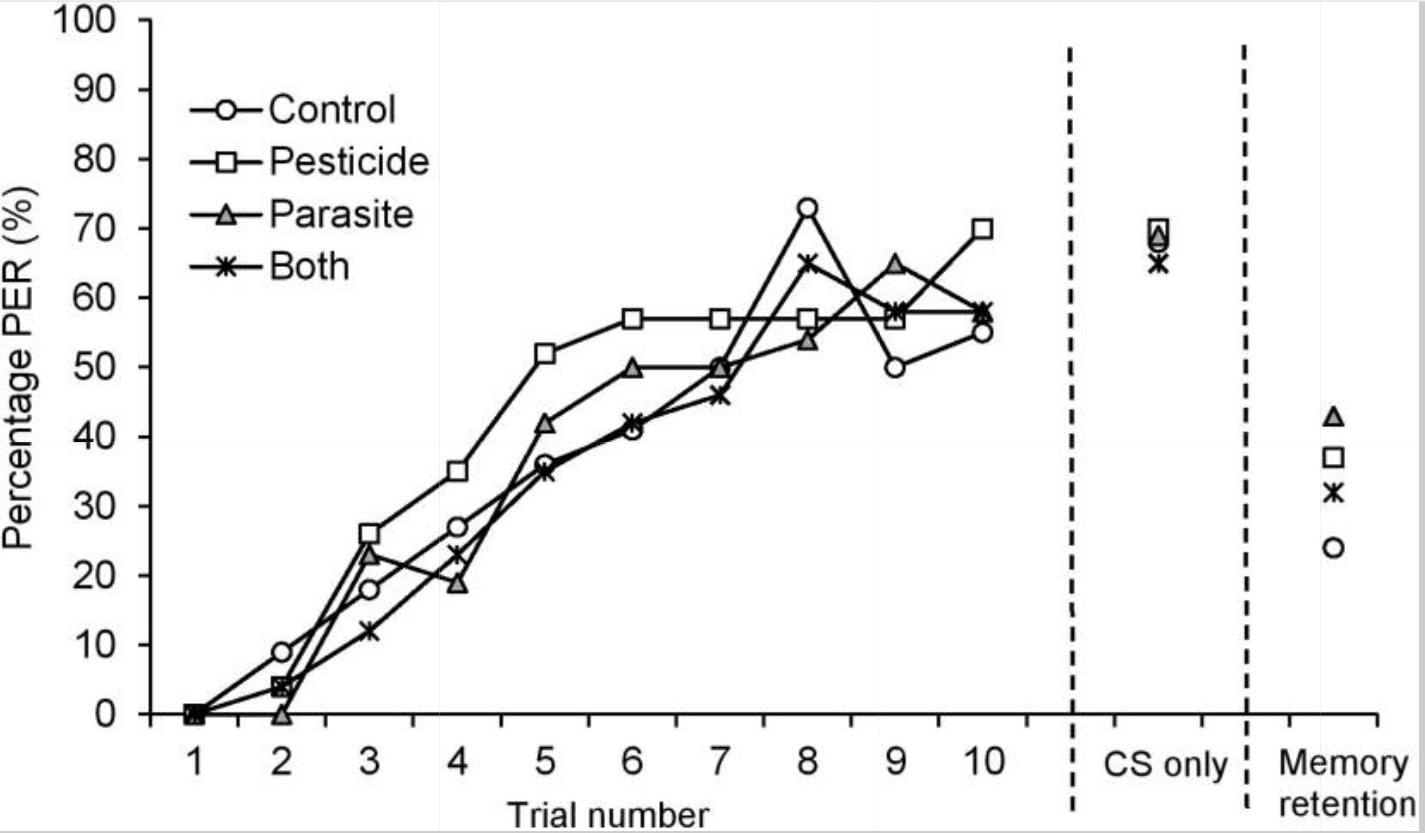 100
90
80
70
60
50
40
30
20
10
0
Percentage PER (%)
Control
Pesticide
Parasite
Both
1 2 3 4 5 6 7 8 9 10
Trial number
CS only
Memory
retention